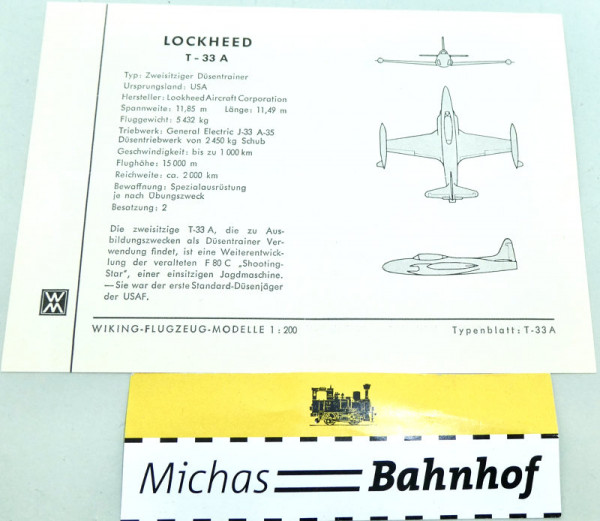 LOCKHEED
T-33 A
Typ: Zweisitziger Düsentrainer
Ursprungsland: USA
Hersteller: Lockheed Aircraft Corporation
Spannweite: 11,85 m Länge: 11,49 m
Fluggewicht: 5 432 kg
Triebwerk: General Electric J-33 A-35
Düsentriebwerk von 2 450 kg Schub
Geschwindigkeit: bis zu 1 000 km
Flughöhe: 15 000 m
Reichweite: ca. 2 000 km
Bewaffnung: Spezialausrüstung
je nach Übungszweck
Besatzung: 2
Die zweisitzige T-33 A, die zu Aus-
bildungszwecken als Düsentrainer Ver-
wendung findet, ist eine Weiterentwick-
lung der veralteten F 80 C „Shooting-
Star", einer einsitzigen Jagdmaschine.
—Sie war der erste Standard-Düsenjäger
der USAF.
WM
WIKING-FLUGZEUG-MODELLE 1 : 200
Typenblatt: T-33 A
Michas Bahnhof